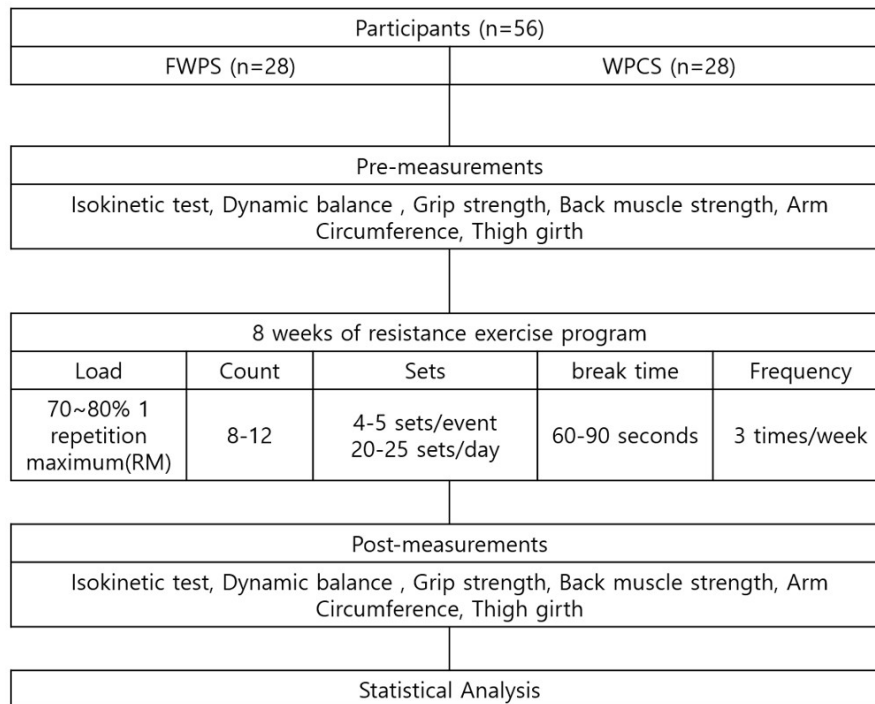 Participants (n=56)
FWPS (n=28) WPCS (n=28)
Pre-measurements
Isokinetic test, Dynamic balance , Grip strength, Back muscle strength, Arm
Circumference, Thigh girth
8 weeks of resistance exercise program
Load Count Sets break time Frequency
70~80% 1
repetition
maximum(RM)
8-12
4-5 sets/event
20-25 sets/day
60-90 seconds
3 times/week
Post-measurements
Isokinetic test, Dynamic balance , Grip strength, Back muscle strength, Arm
Circumference, Thigh girth
Statistical Analysis